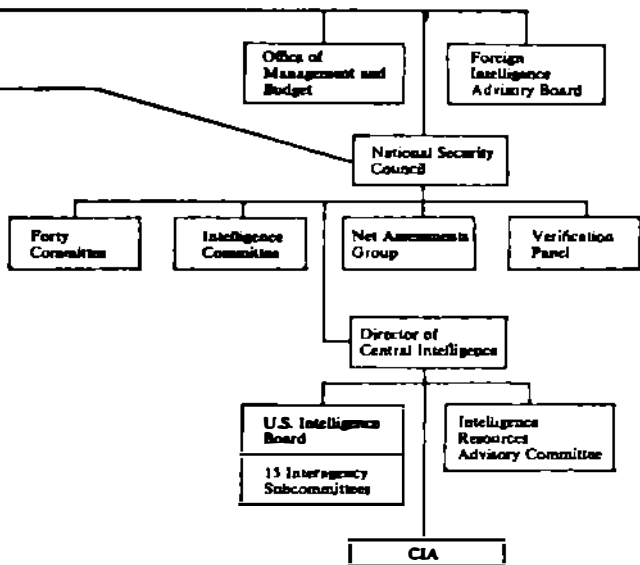 Office of
Management and
Budget
Foreign
Intelligence
Advisory Board
National Security
Council
Forty
Committee
Intelligence
Committee
Net Assessments
Group
Verification
Panel
Director of
Central Intelligence
U.S. Intelligence
Board
15 Interagency
Subcommittees
Intelligence
Resources
Advisory Committee
CIA